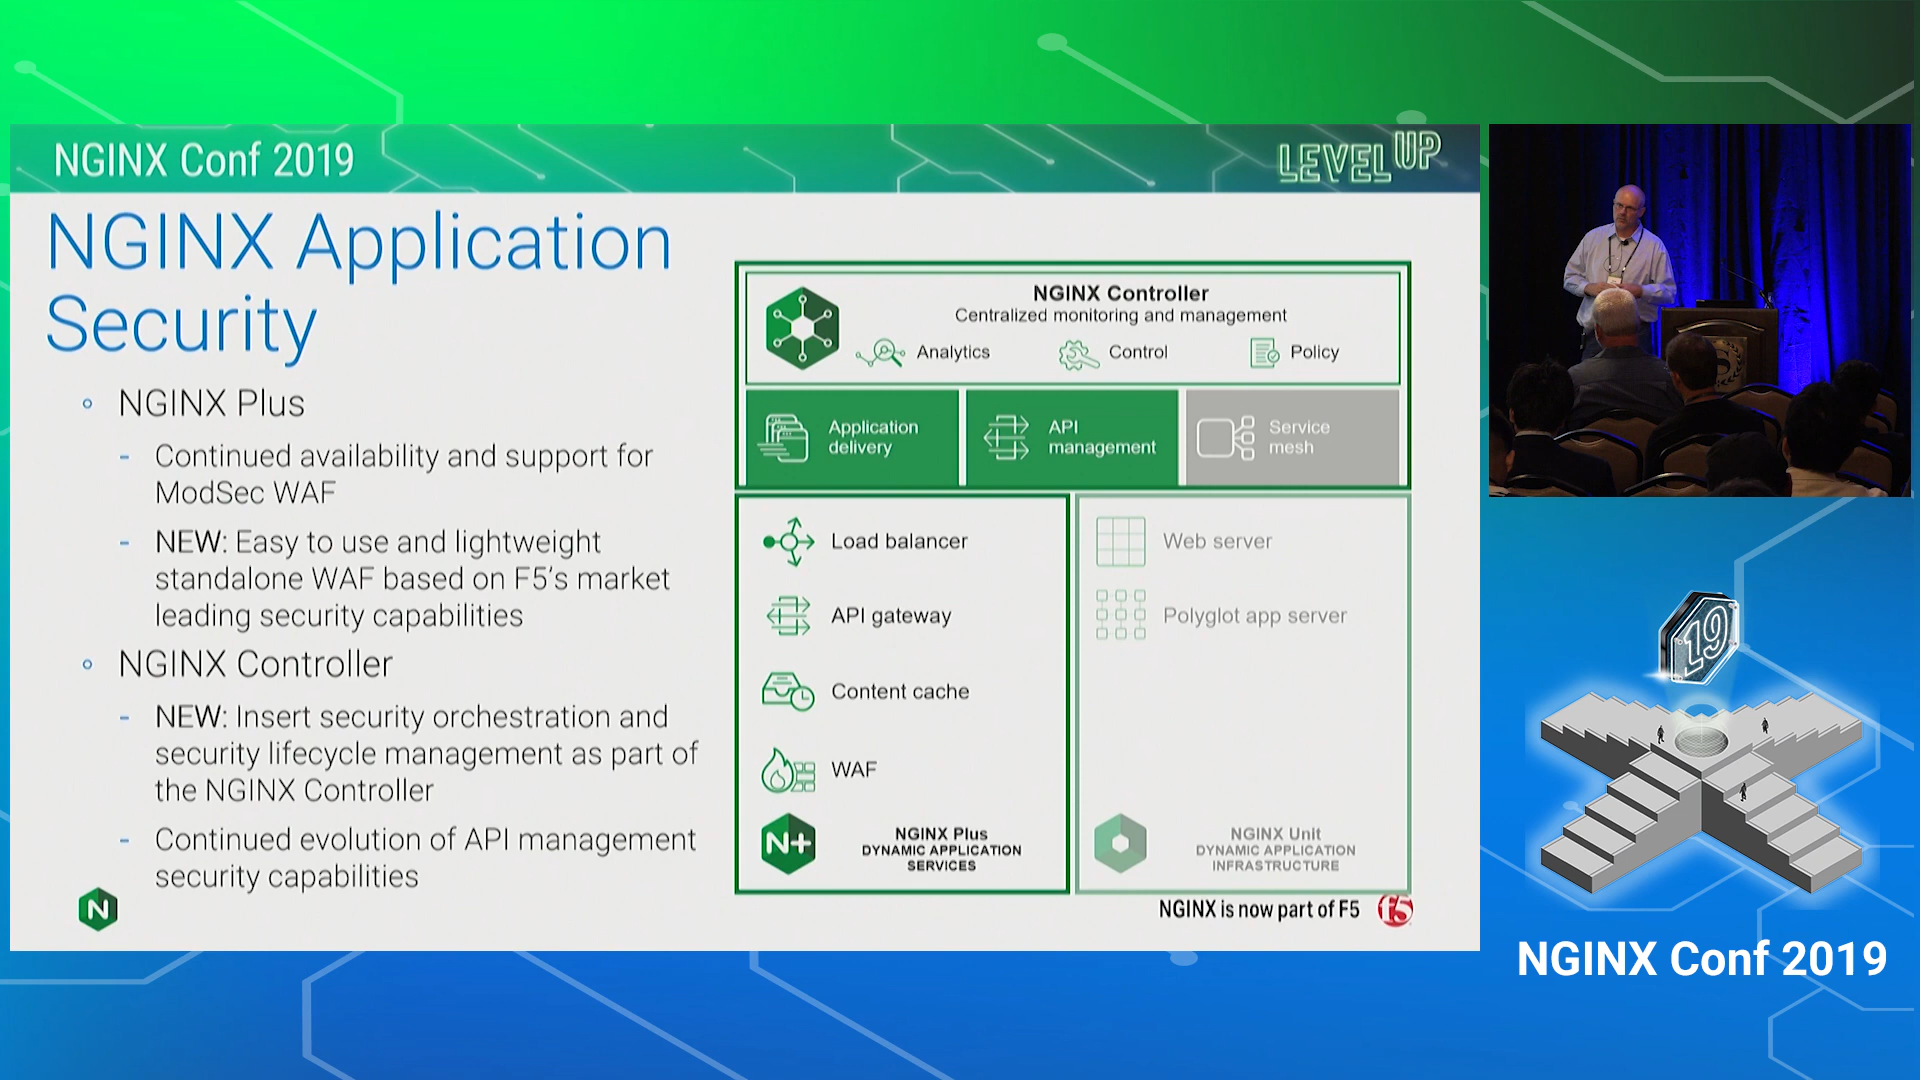 NGINX Conf 2019
LEVEL UP
NGINX Application
Security
NGINX Plus
- Continued availability and support for
ModSec WAF
- NEW: Easy to use and lightweight
standalone WAF based on F5's market
leading security capabilities
NGINX Controller
- NEW: Insert security orchestration and
security lifecycle management as part of
the NGINX Controller
- Continued evolution of API management
security capabilities
N
NGINX Controller
Centralized monitoring and management
Analytics
Control
Policy
Application
delivery
API
management
Service
mesh
Load balancer
API gateway
Content cache
WAF
N+
NGINX Plus
DYNAMIC APPLICATION
SERVICES
Web server
Polyglot app server
NGINX Unit
DYNAMIC APPLICATION
INFRASTRUCTURE
NGINX is now part of F5
f5
S
19
NGINX Conf 2019